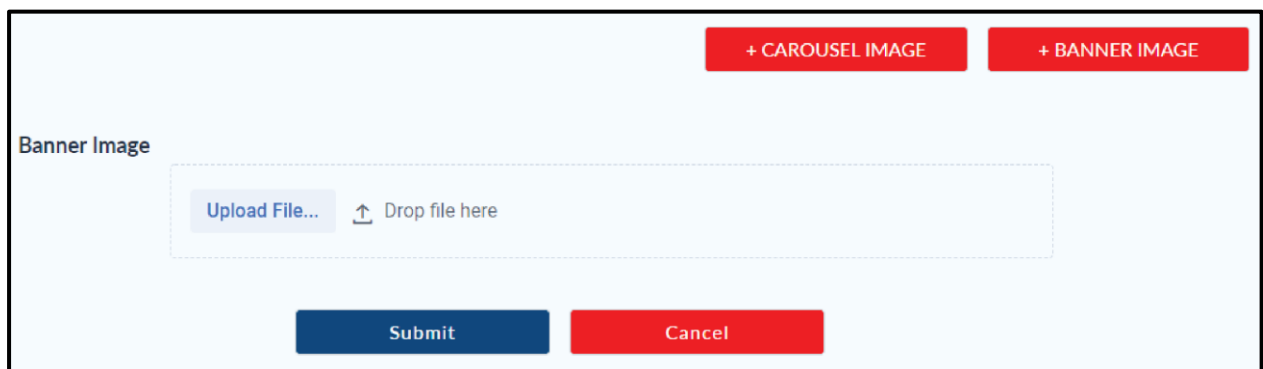 + CAROUSEL IMAGE + BANNER IMAGE
Banner Image
Upload File... Drop file here
Submit Cancel